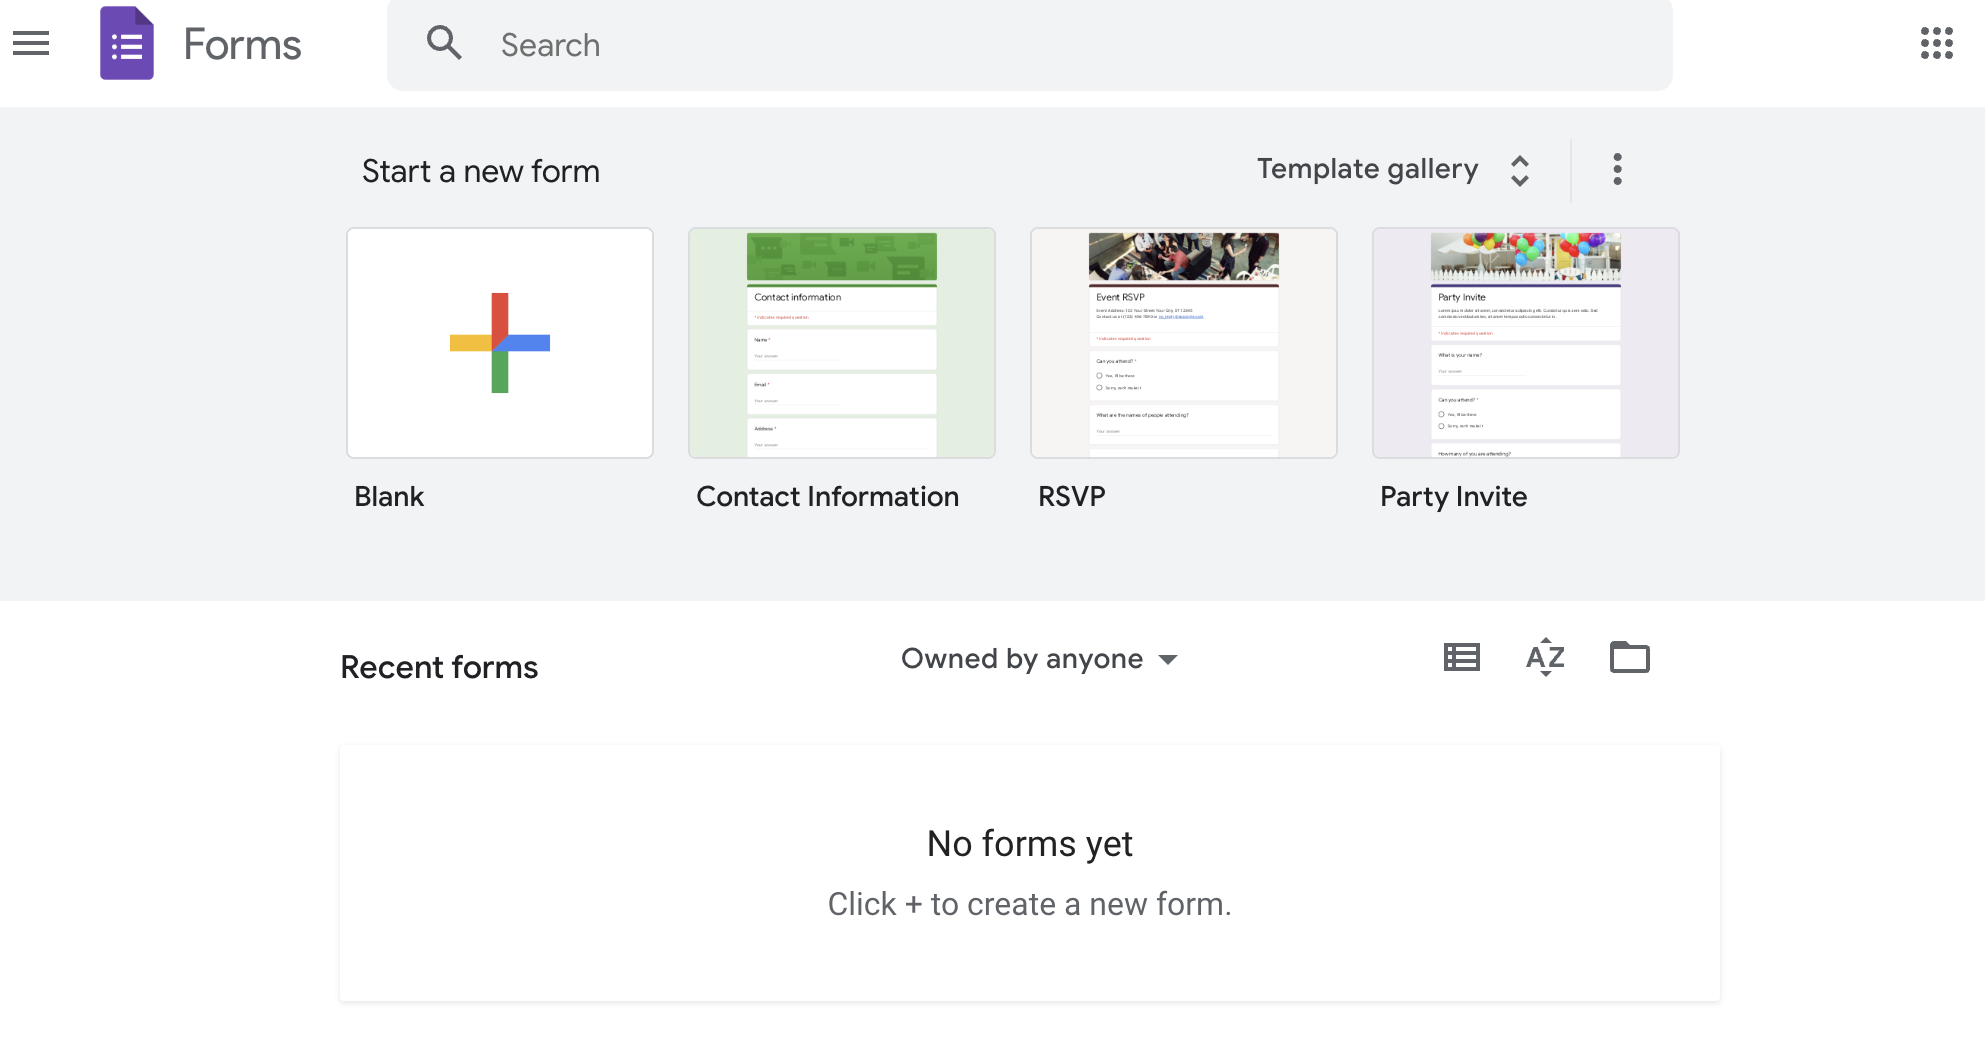 Forms
Search
Start a new form
Template gallery
Contact information
* Indicates required question
Name *
Your answer
Email *
Your answer
Address *
Your answer
Event RSVP
* Indicates required question
Can you attend? *
Yes, I'll be there
Sorry, can't make it
What are the names of people attending?
Your answer
Party Invite
* Indicates required question
What is your name?
Your answer
Can you attend? *
Yes, I'll be there
Sorry, can't make it
How many of you are attending?
Blank
Contact Information
RSVP
Party Invite
Recent forms
Owned by anyone
AZ
No forms yet
Click + to create a new form.